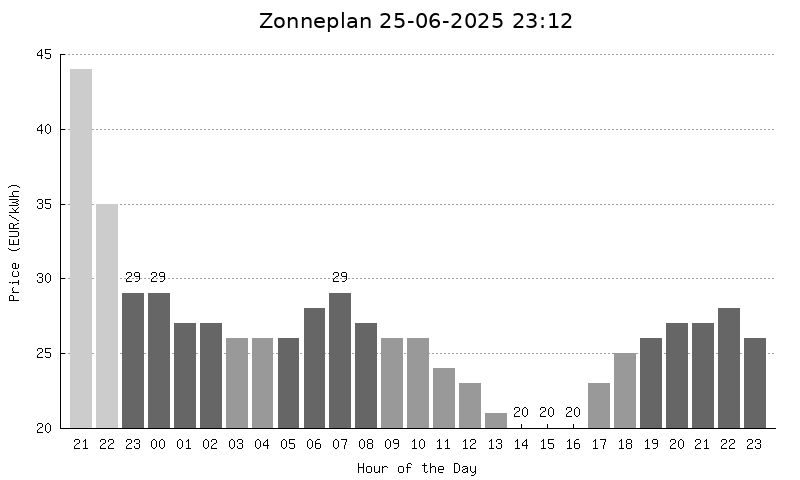 Zonneplan 25-06-2025 23:12
45
40
35
30
25
20
Price (EUR/kWh)
29 29 29
20 20 20
21 22 23 00 01 02 03 04 05 06 07 08 09 10 11 12 13 14 15 16 17 18 19 20 21 22 23
Hour of the Day